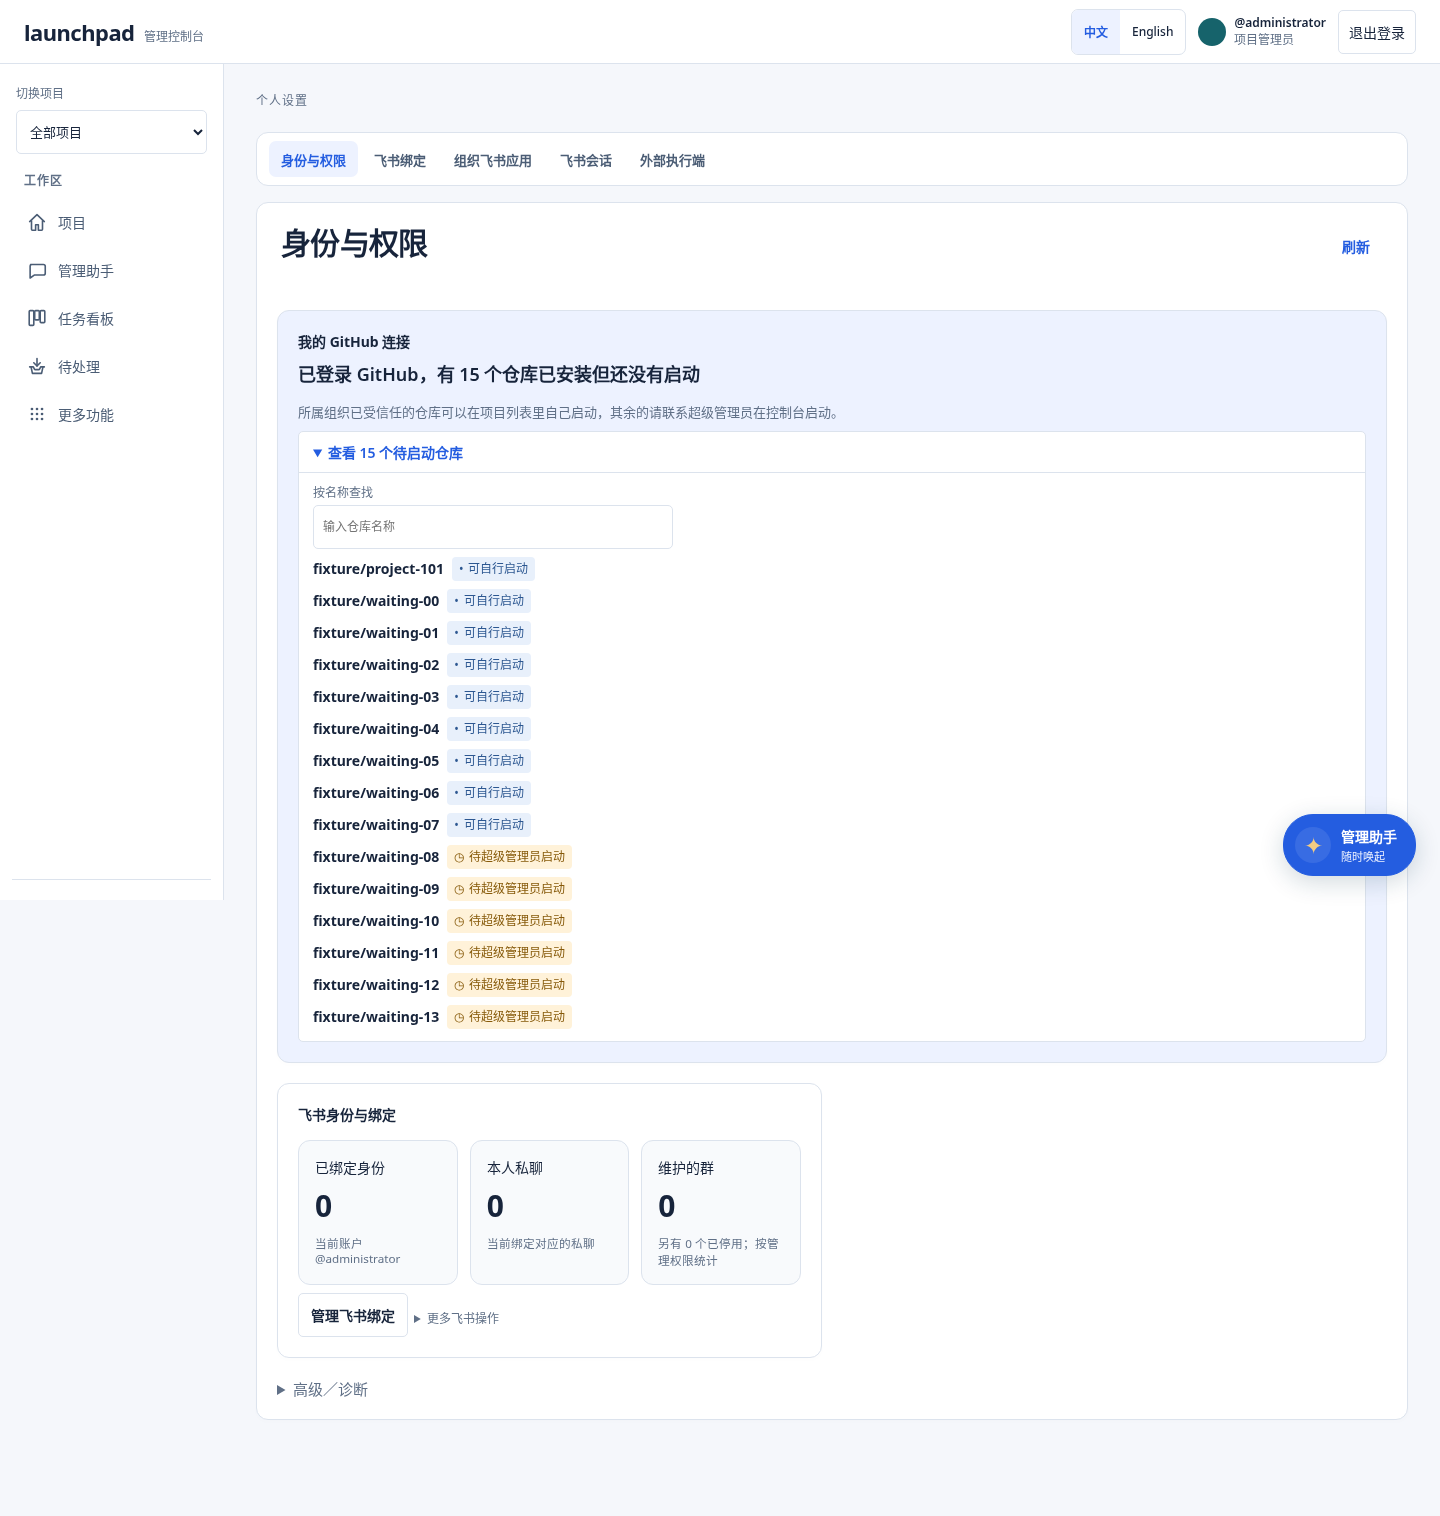 launchpad 管理控制台
中文 English
@administrator
项目管理员
退出登录
切换项目
全部项目
工作区
项目
管理助手
任务看板
待处理
更多功能
个人设置
身份与权限 飞书绑定 组织飞书应用 飞书会话 外部执行端
身份与权限
刷新
我的 GitHub 连接
已登录 GitHub，有 15 个仓库已安装但还没有启动
所属组织已受信任的仓库可以在项目列表里自己启动，其余的请联系超级管理员在控制台启动。
▼ 查看 15 个待启动仓库
按名称查找
输入仓库名称
fixture/project-101 • 可自行启动
fixture/waiting-00 • 可自行启动
fixture/waiting-01 • 可自行启动
fixture/waiting-02 • 可自行启动
fixture/waiting-03 • 可自行启动
fixture/waiting-04 • 可自行启动
fixture/waiting-05 • 可自行启动
fixture/waiting-06 • 可自行启动
fixture/waiting-07 • 可自行启动
fixture/waiting-08 ◷ 待超级管理员启动
fixture/waiting-09 ◷ 待超级管理员启动
fixture/waiting-10 ◷ 待超级管理员启动
fixture/waiting-11 ◷ 待超级管理员启动
fixture/waiting-12 ◷ 待超级管理员启动
fixture/waiting-13 ◷ 待超级管理员启动
管理助手
随时唤起
飞书身份与绑定
已绑定身份
0
当前账户
@administrator
本人私聊
0
当前绑定对应的私聊
维护的群
0
另有 0 个已停用；按管
理权限统计
管理飞书绑定 ▶ 更多飞书操作
▶ 高级／诊断